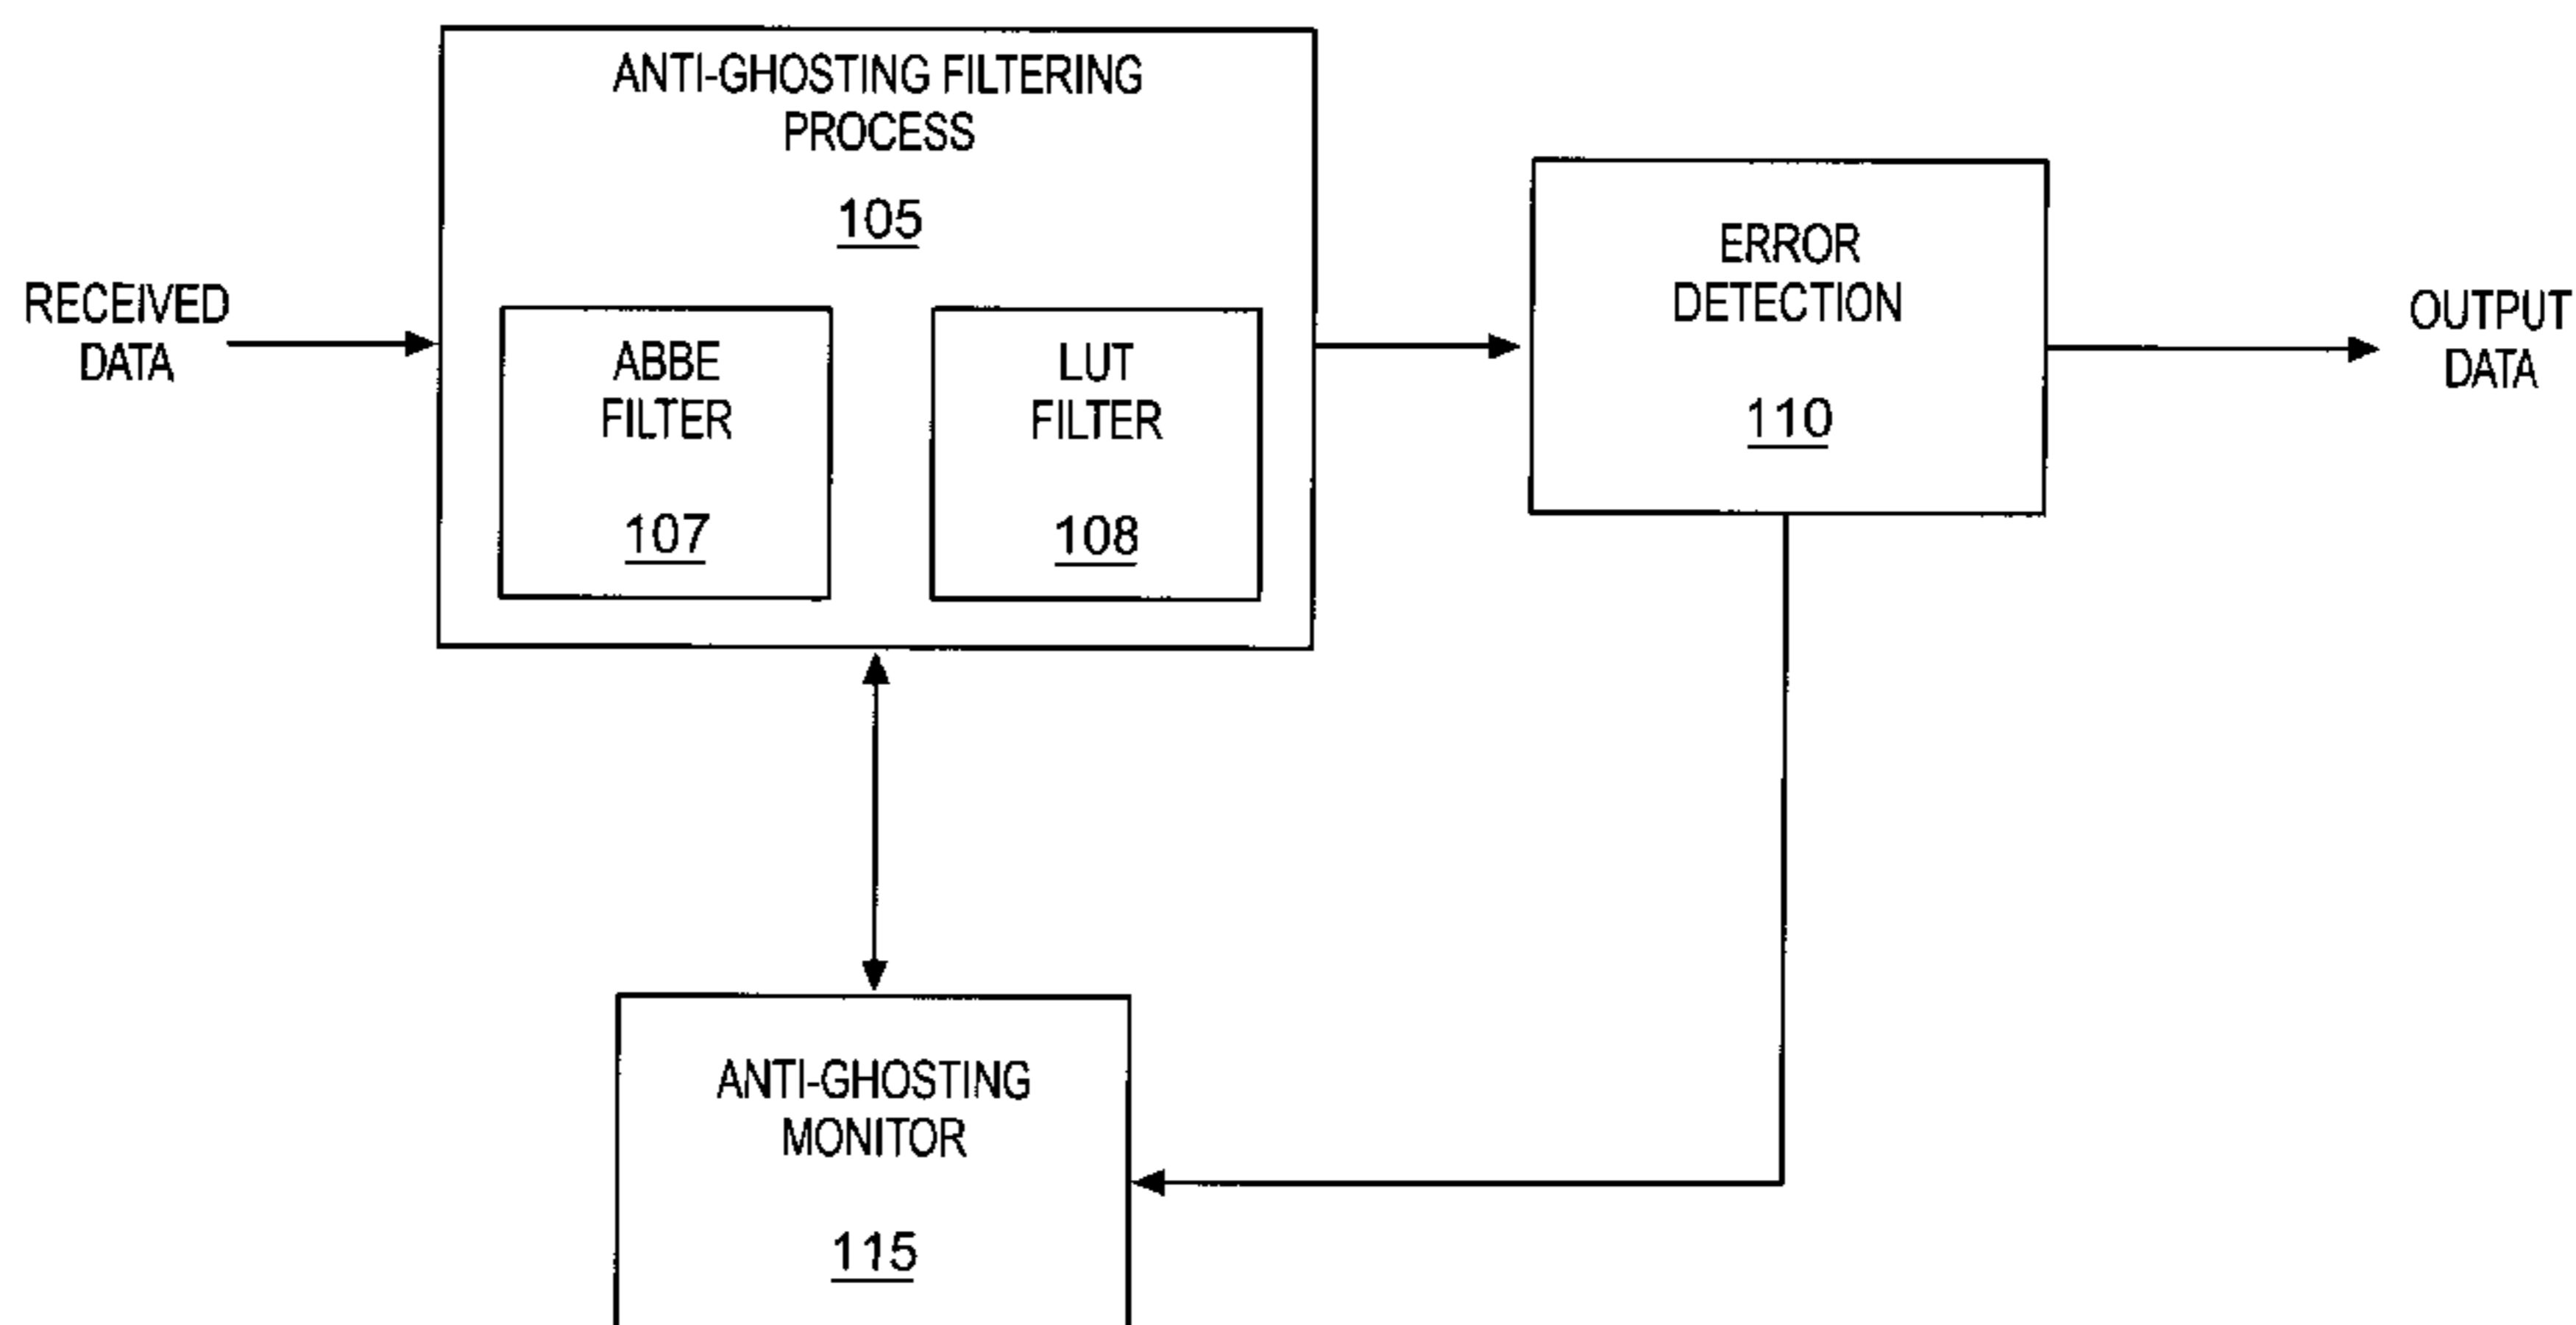 ANTI-GHOSTING FILTERING
PROCESS
105
RECEIVED
DATA
ABBE
FILTER
107
LUT
FILTER
108
ERROR
DETECTION
110
OUTPUT
DATA
ANTI-GHOSTING
MONITOR
115